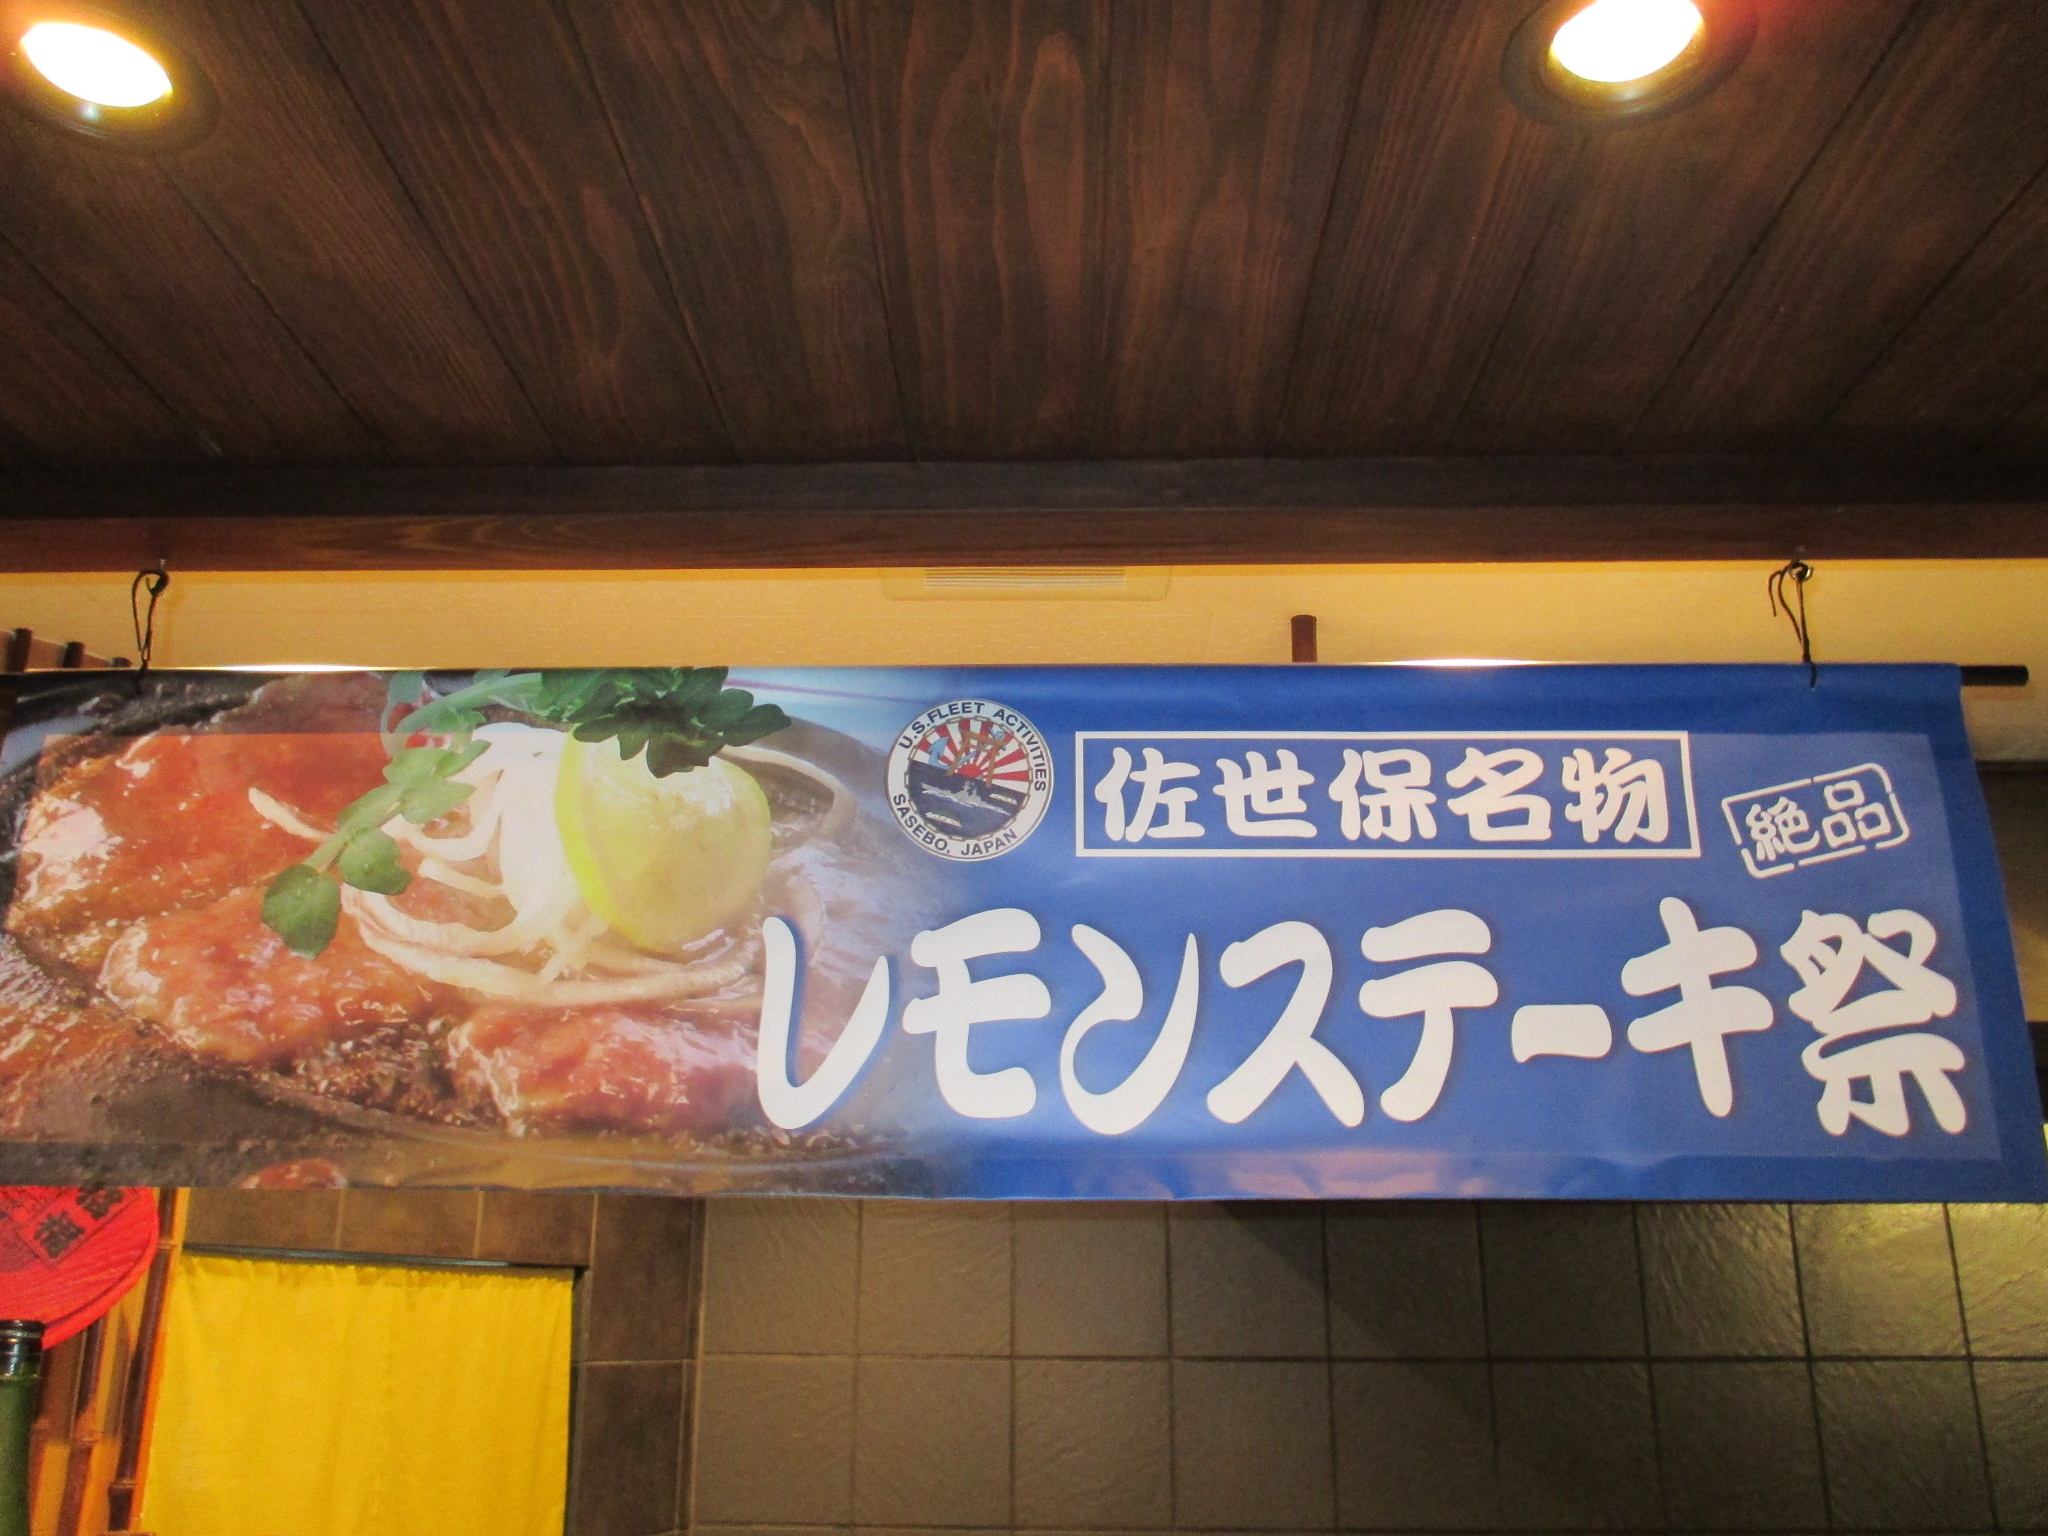 U.S. FLEET ACTIVITIES
SASEBO, JAPAN
佐世保名物
絶品
レモンステーキ祭